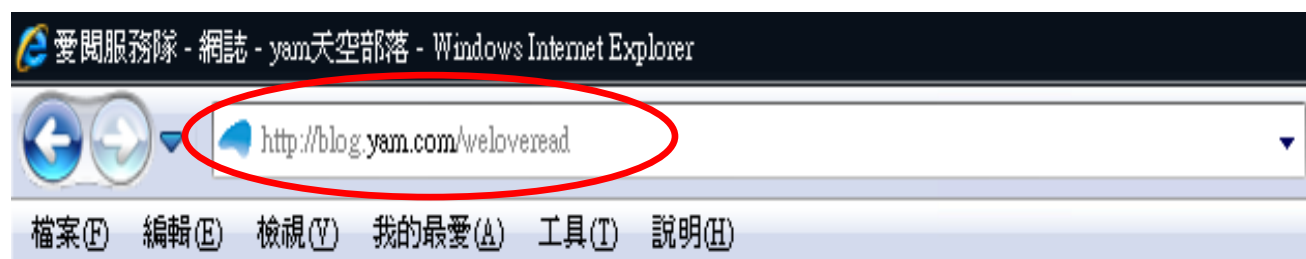 愛閱服務隊 - 網誌 - yam天空部落 - Windows Internet Explorer
http://blog.yam.com/weloveread
檔案(F) 編輯(E) 檢視(V) 我的最愛(A) 工具(T) 說明(H)